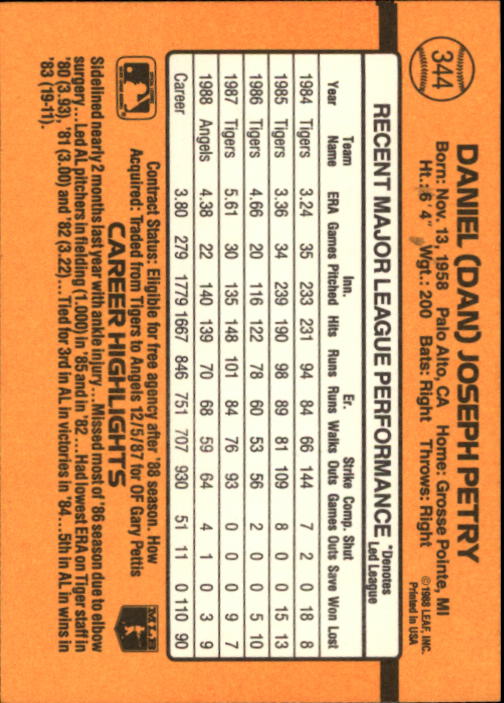 344
DANIEL (DAN) JOSEPH PETRY
Born: Nov. 13, 1958 Palo Alto, CA Home: Grosse Pointe, MI
Ht.: 6' 4" Wgt.: 200 Bats: Right Throws: Right
©1988 LEAF, INC.
Printed in USA
RECENT MAJOR LEAGUE PERFORMANCE *Denotes Led League
Year Team Name ERA Games Inn. Pitched Hits Runs Er. Runs Walks Strike Outs Comp. Games Shut Outs Save Won Lost
1984 Tigers 3.24 35 233 231 94 84 66 144 7 2 0 18 8
1985 Tigers 3.36 34 239 190 98 89 81 109 8 0 0 15 13
1986 Tigers 4.66 20 116 122 78 60 53 56 2 0 0 5 10
1987 Tigers 5.61 30 135 148 101 84 76 93 0 0 0 9 7
1988 Angels 4.38 22 140 139 70 68 59 64 4 1 0 3 9
Career 3.80 279 1779 1667 846 751 707 930 51 11 0 110 90
Contract Status: Eligible for free agency after '88 season. How
Acquired: Traded from Tigers to Angels 12/5/87 for OF Gary Pettis
CAREER HIGHLIGHTS
MLB
Sidelined nearly 2 months last year with ankle injury...Missed most of '86 season due to elbow
surgery...Led AL pitchers in fielding (1.000) in '85 and in '82...Had lowest ERA on Tiger staff in
'80 (3.93), '81 (3.00) and '82 (3.22)...Tied for 3rd in AL in victories in '84...5th in AL in wins in
'83 (19-11).